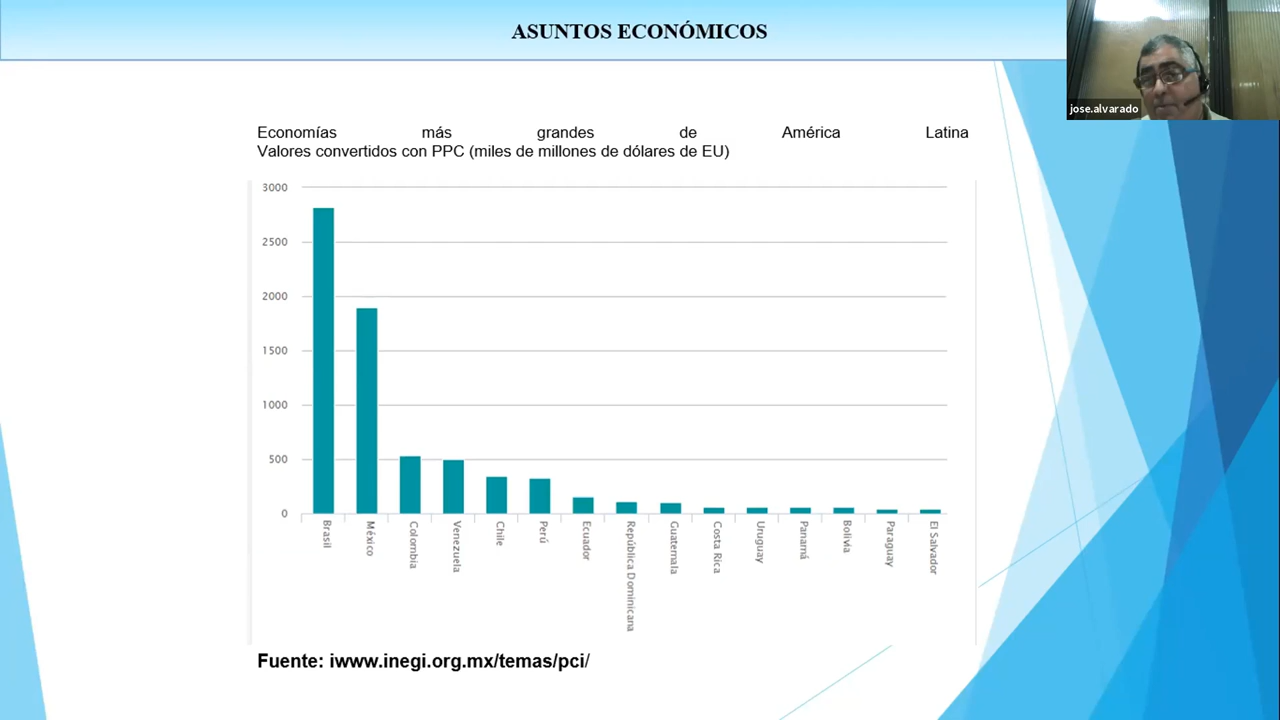 ASUNTOS ECONÓMICOS
jose.alvarado
Economías más grandes de América Latina
Valores convertidos con PPC (miles de millones de dólares de EU)
3000
2500
2000
1500
1000
500
0
Brasil
México
Colombia
Venezuela
Chile
Perú
Ecuador
República Dominicana
Guatemala
Costa Rica
Uruguay
Panamá
Bolivia
Paraguay
El Salvador
Fuente: iwww.inegi.org.mx/temas/pci/